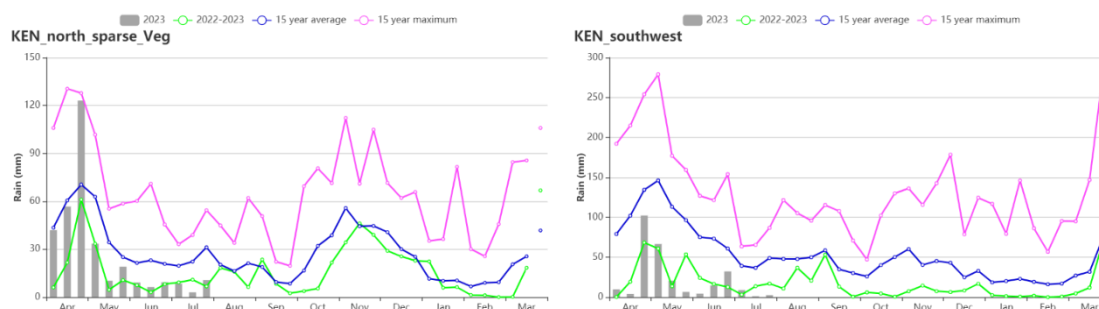 2023 2022-2023 15 year average 15 year maximum
KEN_north_sparse_Veg
150
120
90
60
30
0
Rain (mm)
Apr May Jun Jul Aug Sep Oct Nov Dec Jan Feb Mar
2023 2022-2023 15 year average 15 year maximum
KEN_southwest
300
250
200
150
100
50
0
Rain (mm)
Apr May Jun Jul Aug Sep Oct Nov Dec Jan Feb Mar